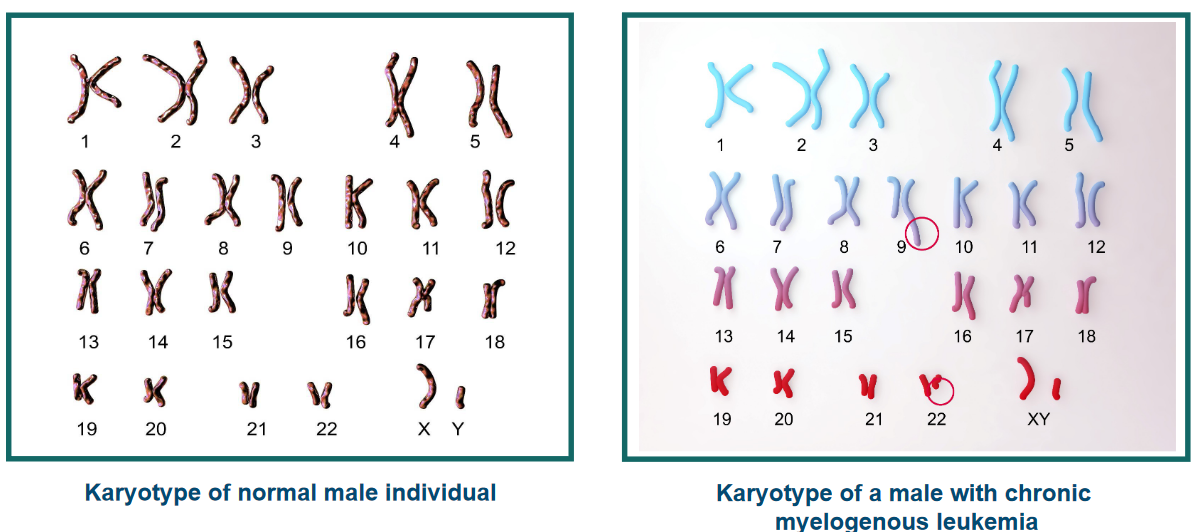 1 2 3 4 5
6 7 8 9 10 11 12
13 14 15 16 17 18
19 20 21 22 X Y
Karyotype of normal male individual
1 2 3 4 5
6 7 8 9 10 11 12
13 14 15 16 17 18
19 20 21 22 XY
Karyotype of a male with chronic
myelogenous leukemia